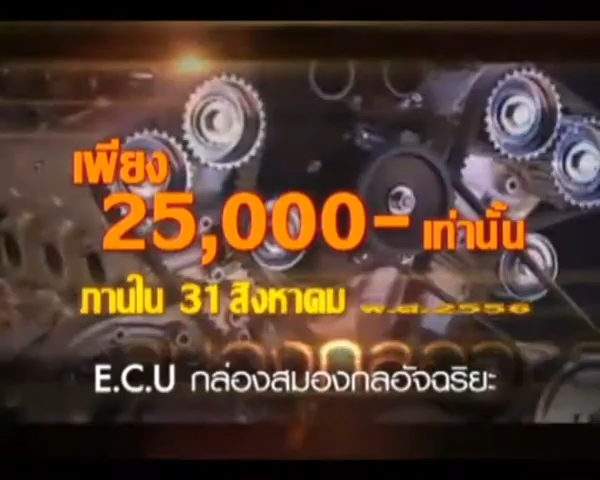 เพียง
25,000- เท่านั้น
ภานใน 31 สิงหาคม พ.ศ.2556
E.C.U กล่องสมองกลอัจฉริยะ